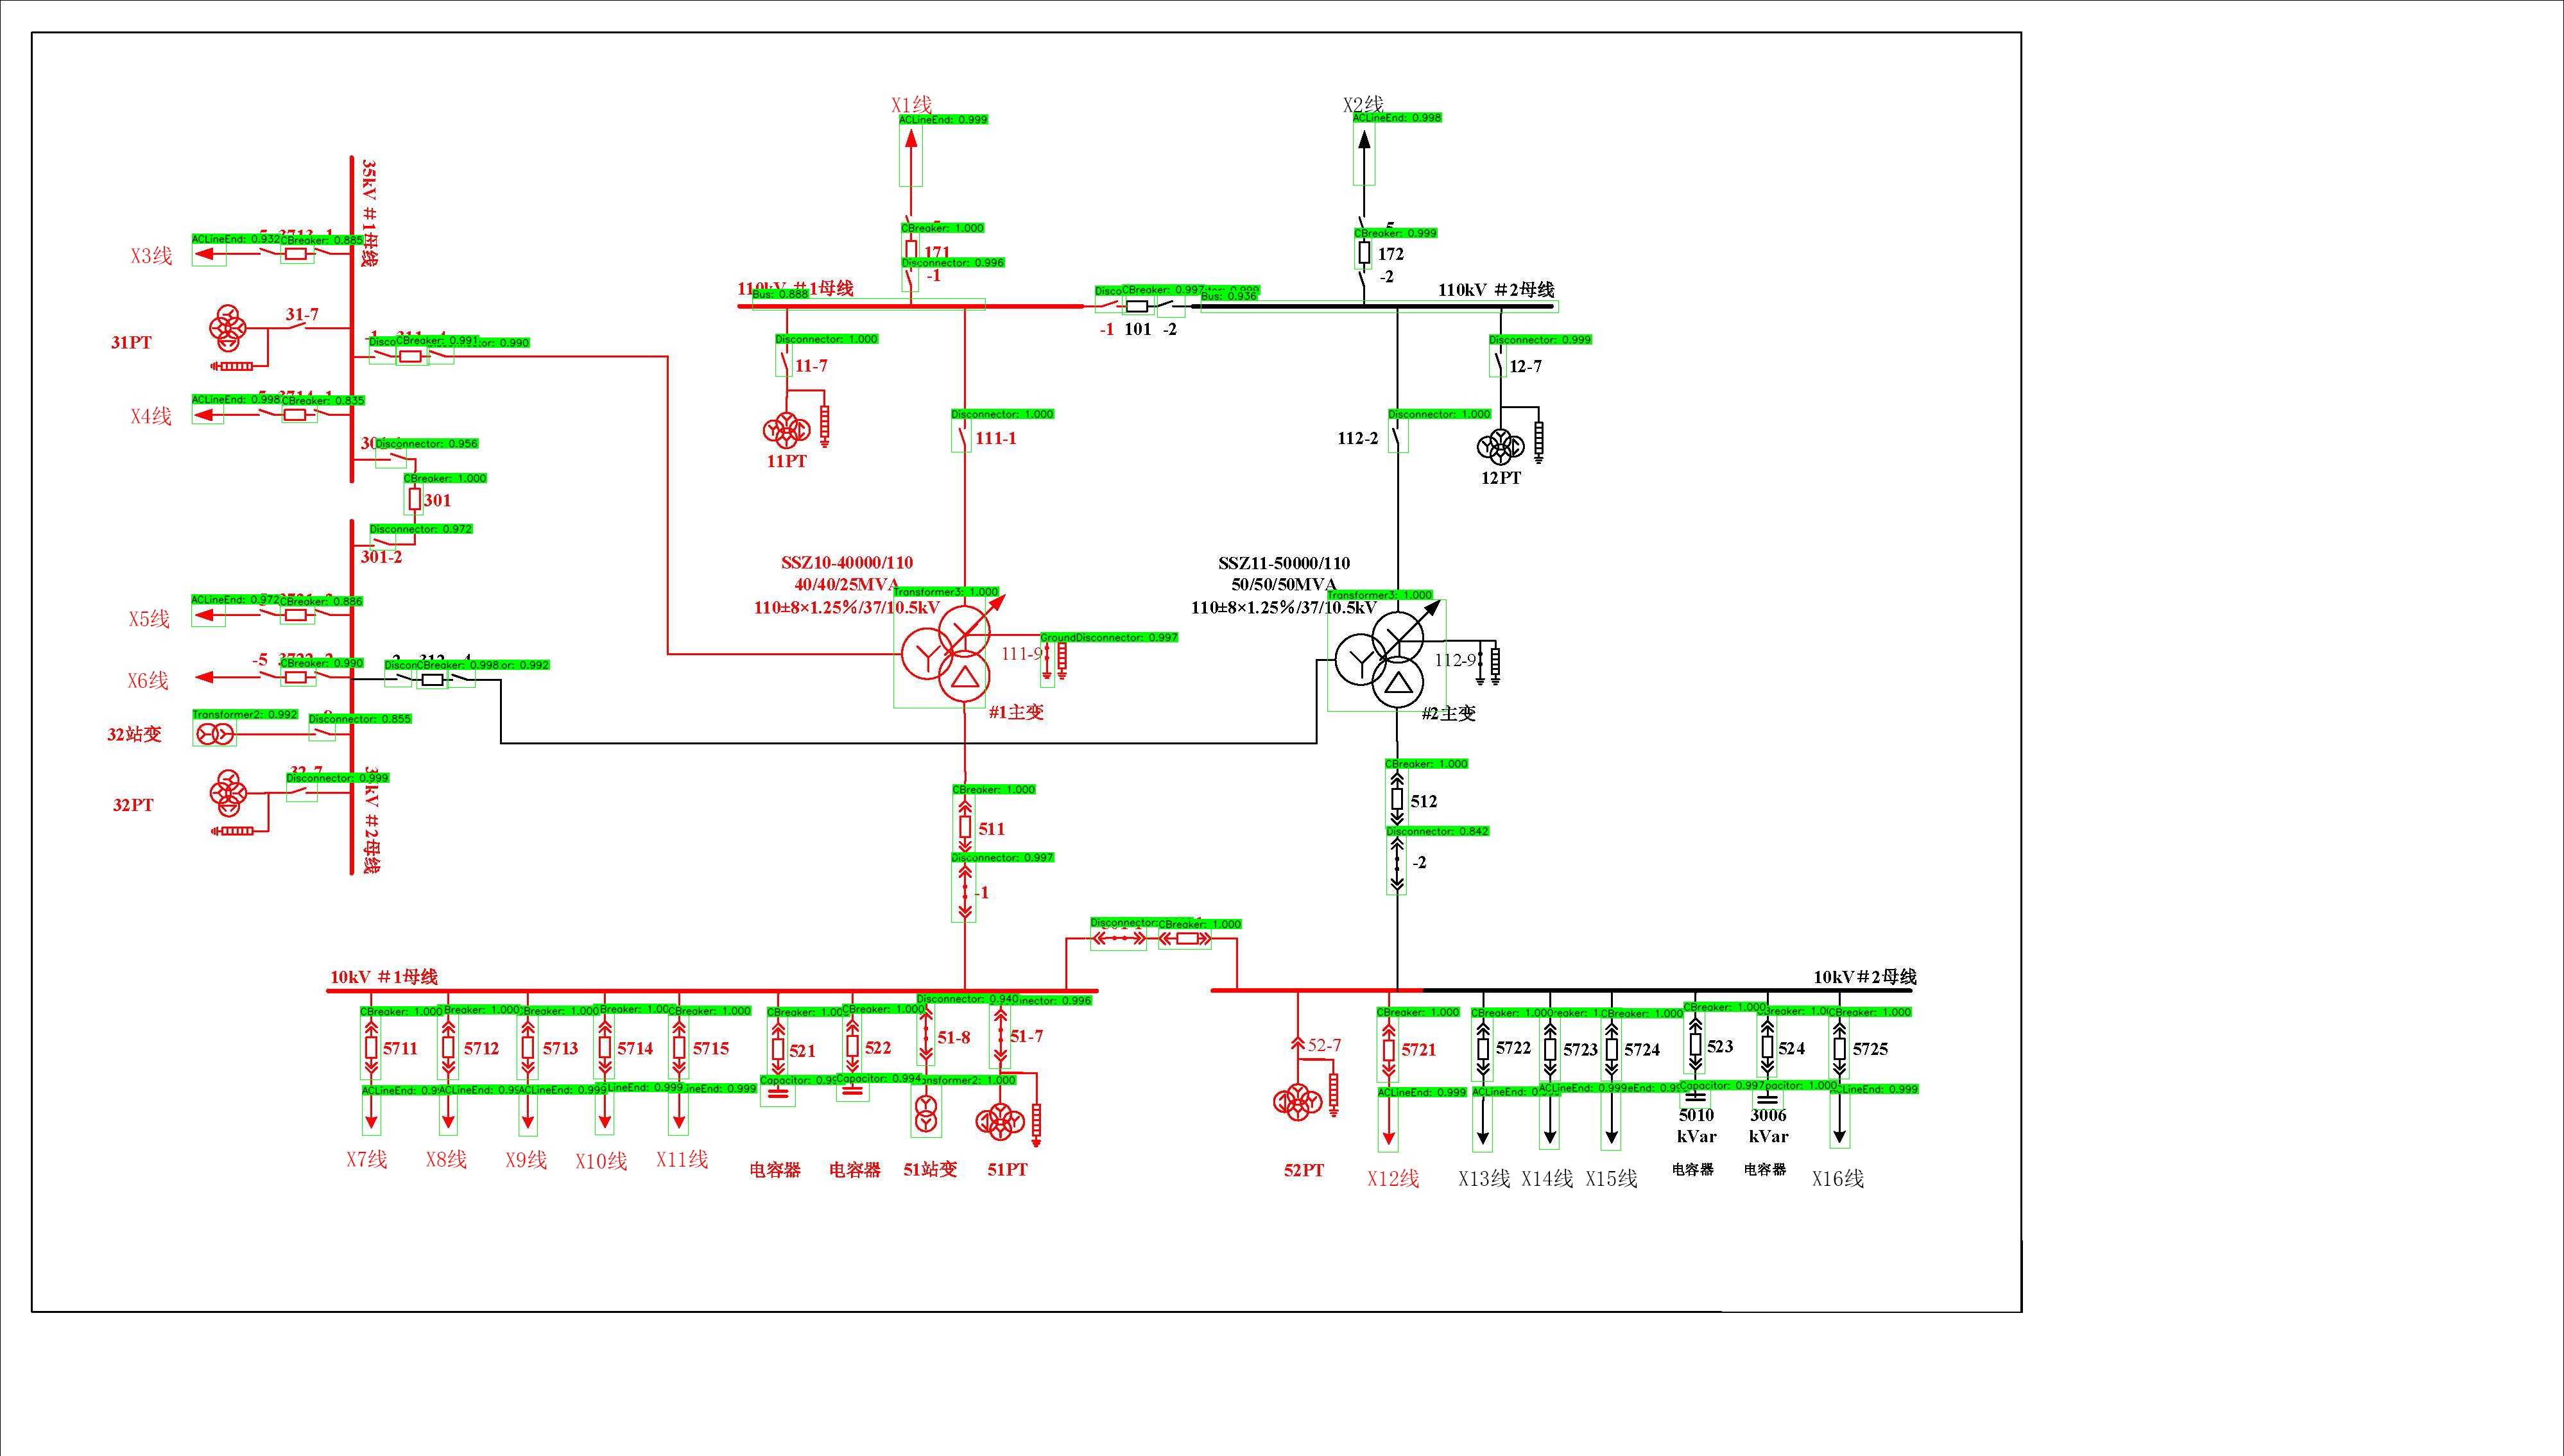 X1线
X2线
ACLineEnd: 0.999
ACLineEnd: 0.998
35kV #1母线
CBreaker: 1.000
171
Disconnector: 0.996
-1
CBreaker: 0.999
172
-2
X3线
ACLineEnd: 0.932
CBreaker: 0.885
110kV #1母线
Bus: 0.888
CBreaker: 0.997
Bus: 0.936
110kV #2母线
-1 101 -2
31-7
31PT
CBreaker: 0.991
Disconnector: 1.000
11-7
Disconnector: 0.999
12-7
X4线
ACLineEnd: 0.998
CBreaker: 0.835
Disconnector: 1.000
111-1
Disconnector: 1.000
112-2
11PT
12PT
Disconnector: 0.956
CBreaker: 1.000
301
Disconnector: 0.972
301-2
SSZ10-40000/110
40/40/25MVA
110±8×1.25%/37/10.5kV
Transformer3: 1.000
SSZ11-50000/110
50/50/50MVA
110±8×1.25%/37/10.5kV
Transformer3: 1.000
X5线
ACLineEnd: 0.972
CBreaker: 0.886
GroundDisconnector: 0.997
111-9
112-9
X6线
-5
CBreaker: 0.990
CBreaker: 0.998
#1主变
#2主变
32站变
Transformer2: 0.992
Disconnector: 0.855
32PT
32-7
Disconnector: 0.999
#2母线
CBreaker: 1.000
511
Disconnector: 0.997
-1
CBreaker: 1.000
512
Disconnector: 0.842
-2
Disconnector:
CBreaker: 1.000
10kV #1母线
10kV#2母线
Disconnector: 0.940
CBreaker: 1.000
5711
5712
5713
5714
CBreaker: 1.000
5715
521
CBreaker: 1.000
522
51-8
51-7
52-7
CBreaker: 1.000
5721
5722
5723
CBreaker: 1.000
5724
523
524
CBreaker: 1.000
5725
Capacitor: 0.994
ACLineEnd: 0.999
Capacitor: 0.997
5010
kVar
3006
kVar
X7线
X8线
X9线
X10线
X11线
电容器
电容器
51站变
51PT
52PT
X12线
X13线
X14线
X15线
电容器
电容器
X16线